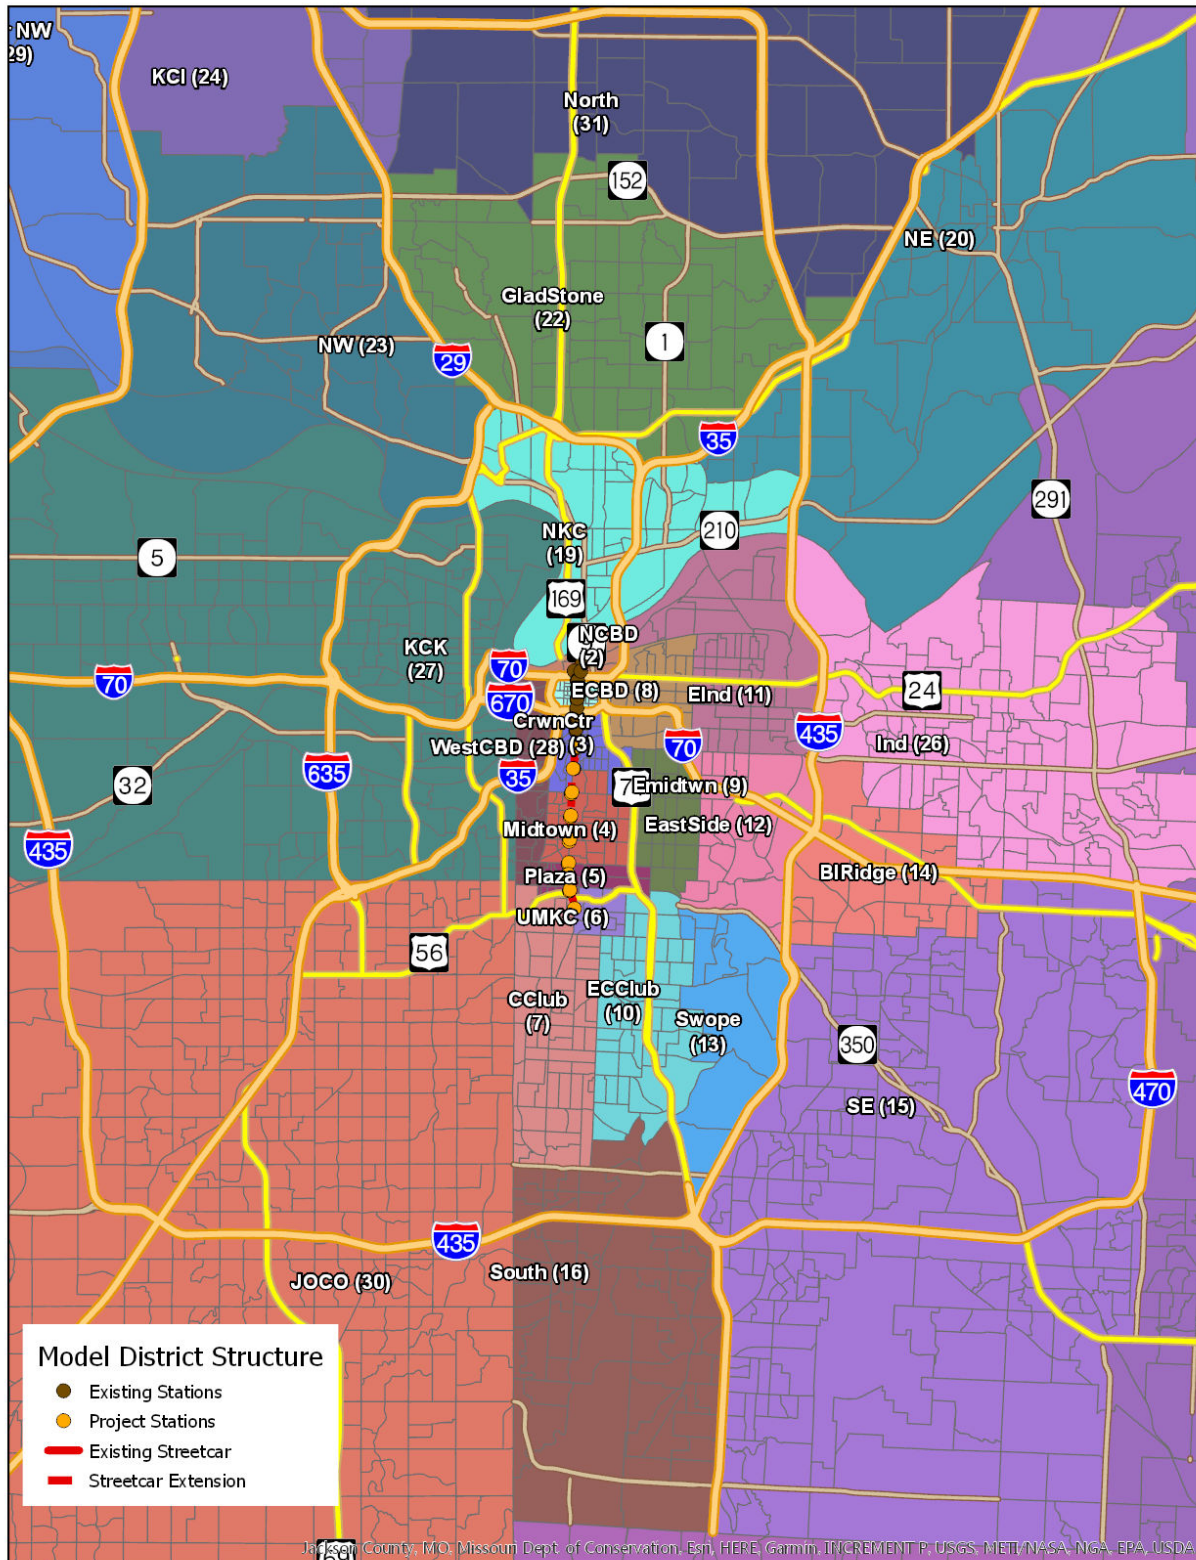 NW
29)
KCI (24)
North
(31)
152
NE (20)
GladStone
(22)
1
NW (23)
29
35
291
210
5
NKC
(19)
169
NCBD
(2)
KCK
(27)
70
70
ECBD (8)
EInd (11)
24
670
CrwnCtr
(3)
WestCBD (28)
70
435
Ind (26)
635
35
32
7
Emidtwn (9)
Midtown (4)
EastSide (12)
435
Plaza (5)
BlRidge (14)
UMKC (6)
56
CClub
(7)
ECClub
(10)
Swope
(13)
350
470
SE (15)
435
South (16)
JOCO (30)
Model District Structure
Existing Stations
Project Stations
Existing Streetcar
Streetcar Extension
69
Jackson County, MO, Missouri Dept. of Conservation, Esri, HERE, Garmin, INCREMENT P, USGS, METI/NASA, NGA, EPA, USDA